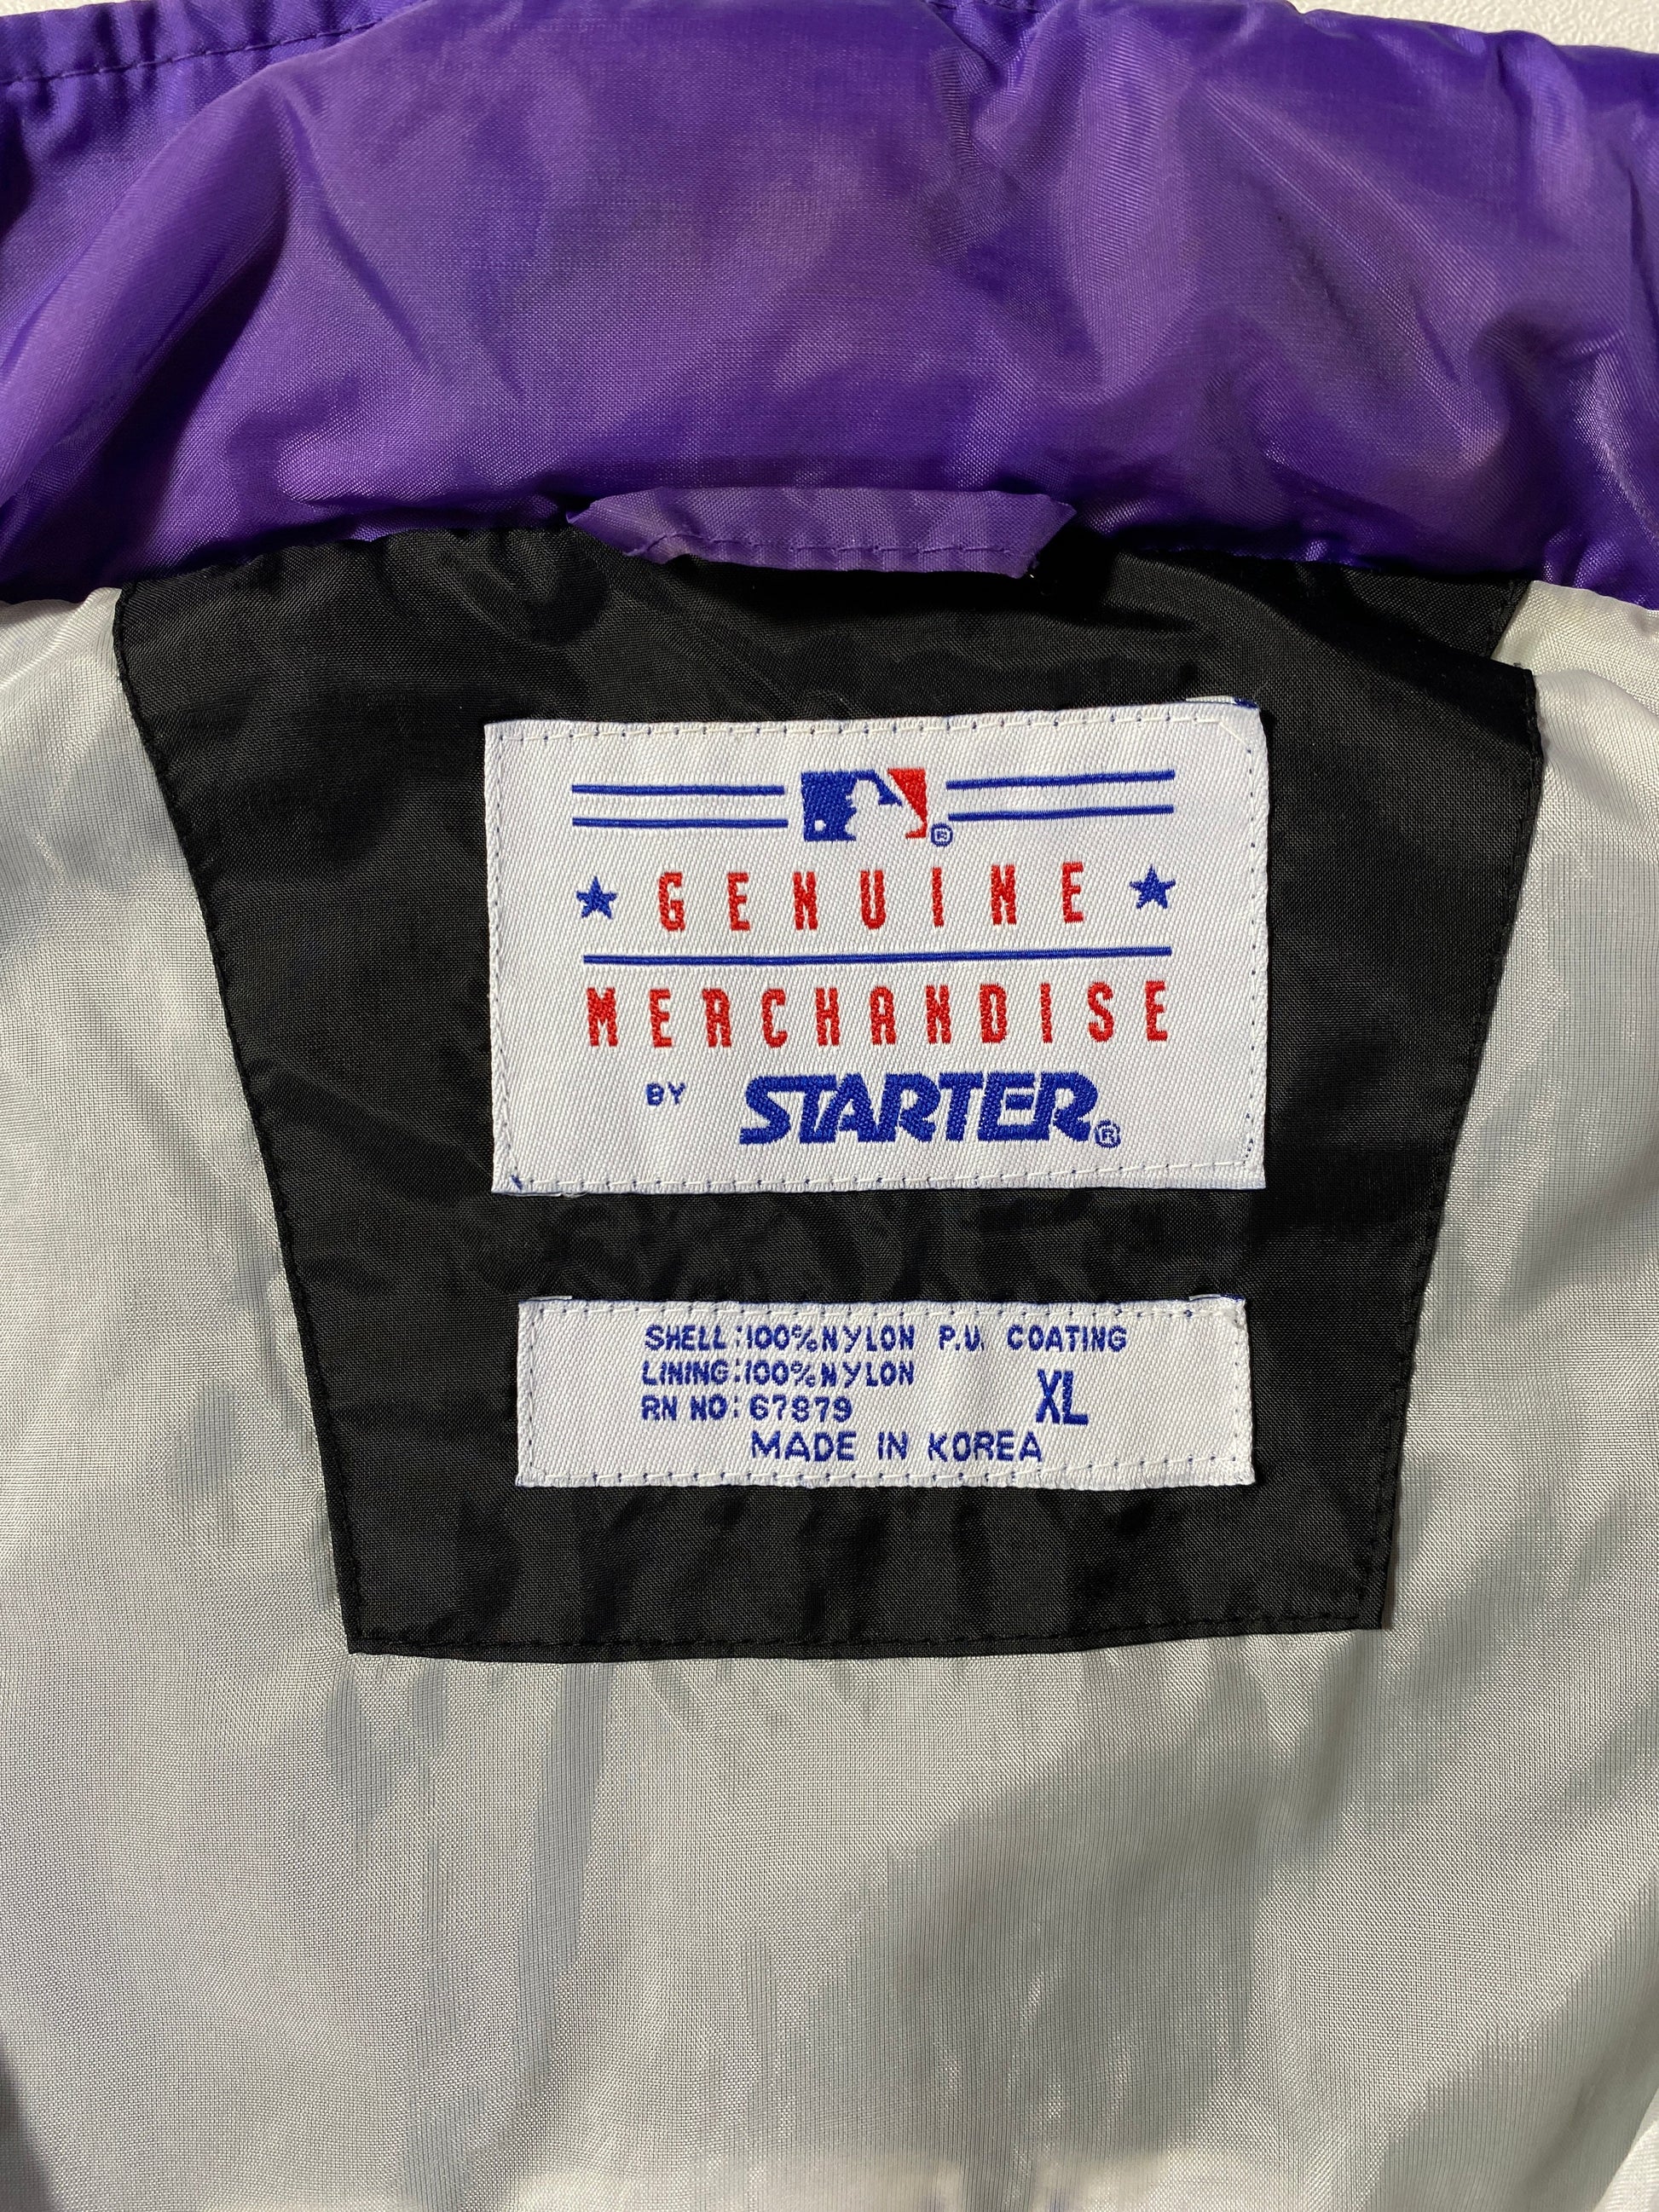 GENUINE
MERCHANDISE
BY STARTER®
SHELL:100%NYLON P.U. COATING
LINING:100%NYLON
RN NO:67879 XL
MADE IN KOREA